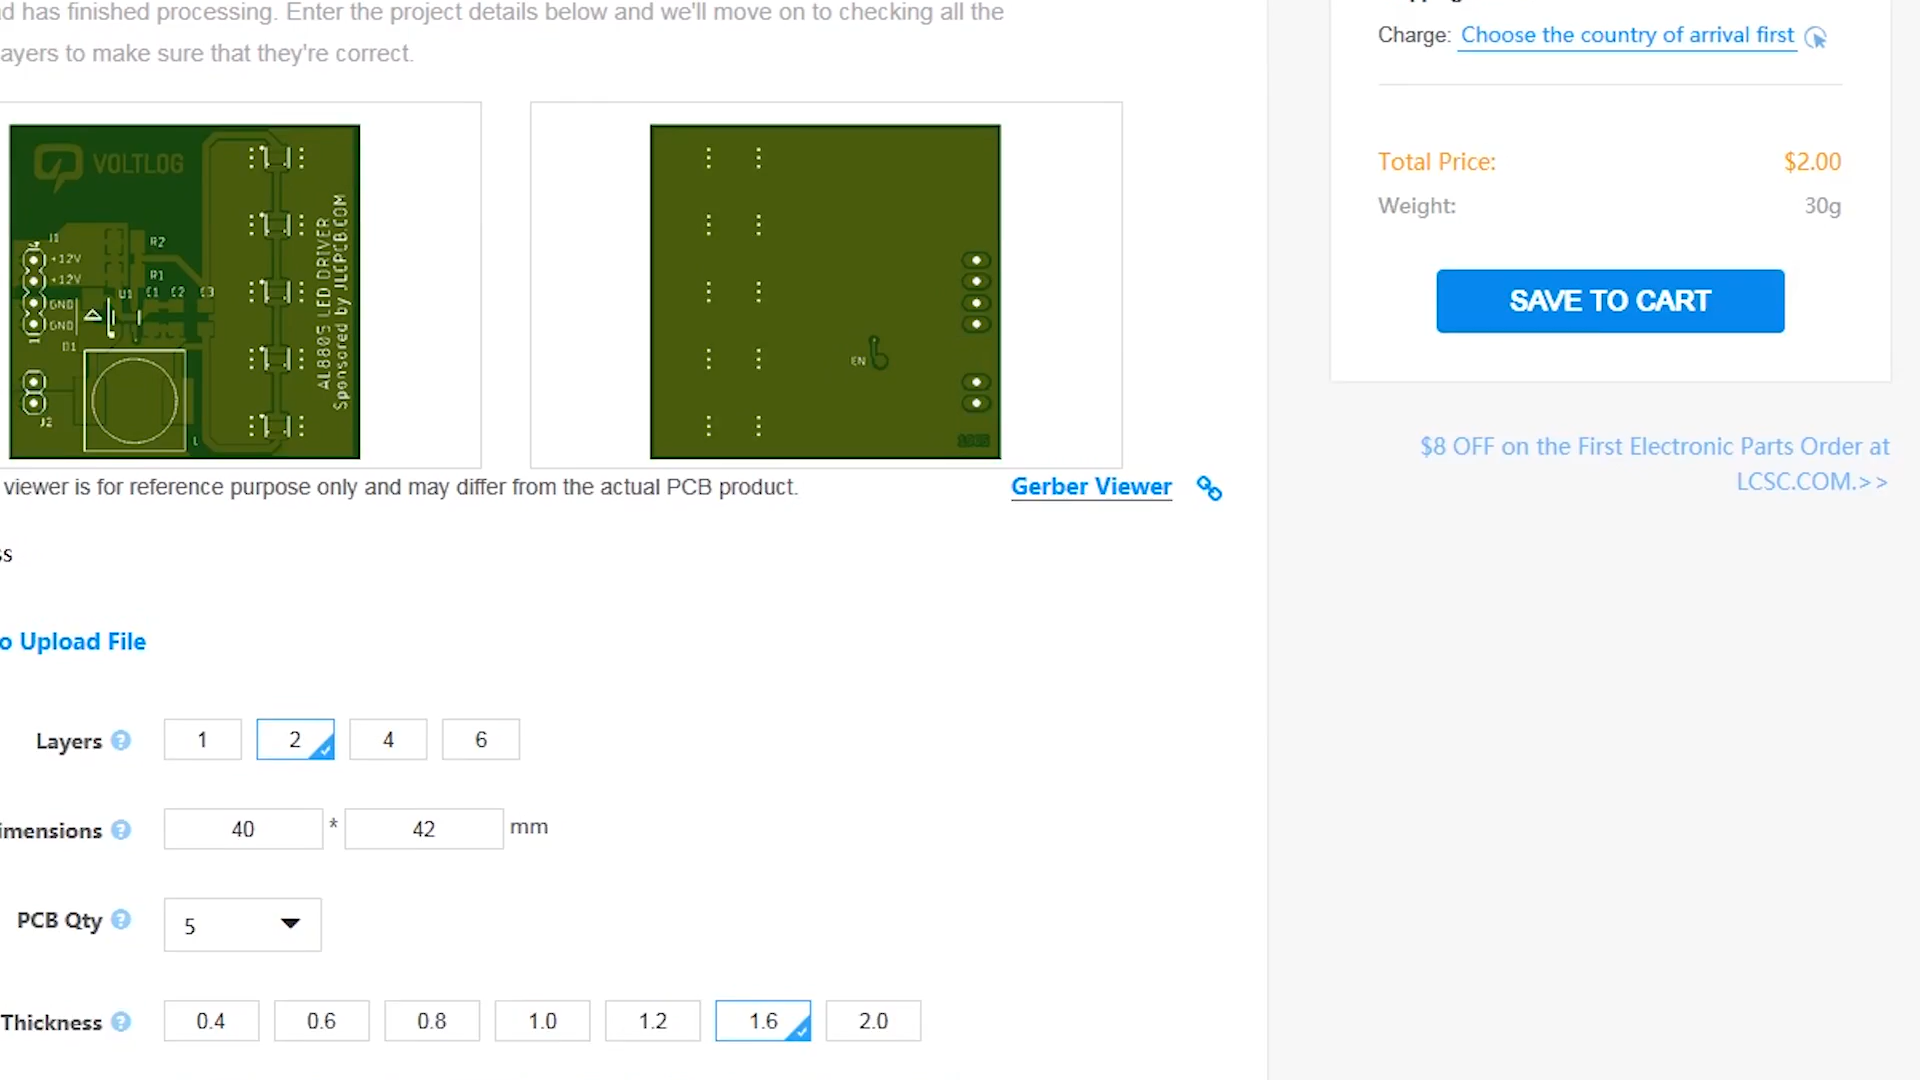 d has finished processing. Enter the project details below and we'll move on to checking all the
ayers to make sure that they're correct.
Charge: Choose the country of arrival first
Total Price: $2.00
Weight: 30g
SAVE TO CART
$8 OFF on the First Electronic Parts Order at
LCSC.COM.>>
VOLTLOG
J1
+12V
+12V
GND
GND
R2
R1
U1 C1 C2 C3
D1
J2
L
AL8805 LED DRIVER
Sponsored by JLCPCB.COM
EN
viewer is for reference purpose only and may differ from the actual PCB product.
Gerber Viewer
ss
o Upload File
Layers ? 1 2 4 6
imensions ? 40 * 42 mm
PCB Qty ? 5
Thickness ? 0.4 0.6 0.8 1.0 1.2 1.6 2.0